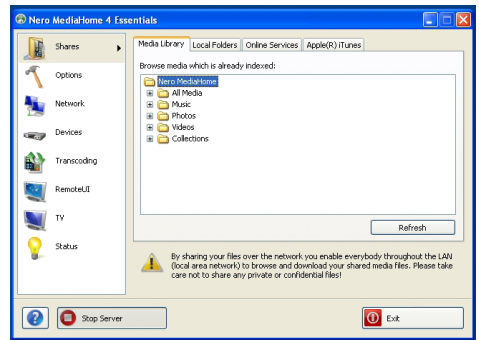 Nero MediaHome 4 Essentials
Shares
Options
Network
Devices
Transcoding
RemoteUI
TV
Status
Media Library Local Folders Online Services Apple(R) iTunes
Browse media which is already indexed:
Nero MediaHome
All Media
Music
Photos
Videos
Collections
Refresh
By sharing your files over the network you enable everybody throughout the LAN
(local area network) to browse and download your shared media files. Please take
care not to share any private or confidential files!
Stop Server
Exit